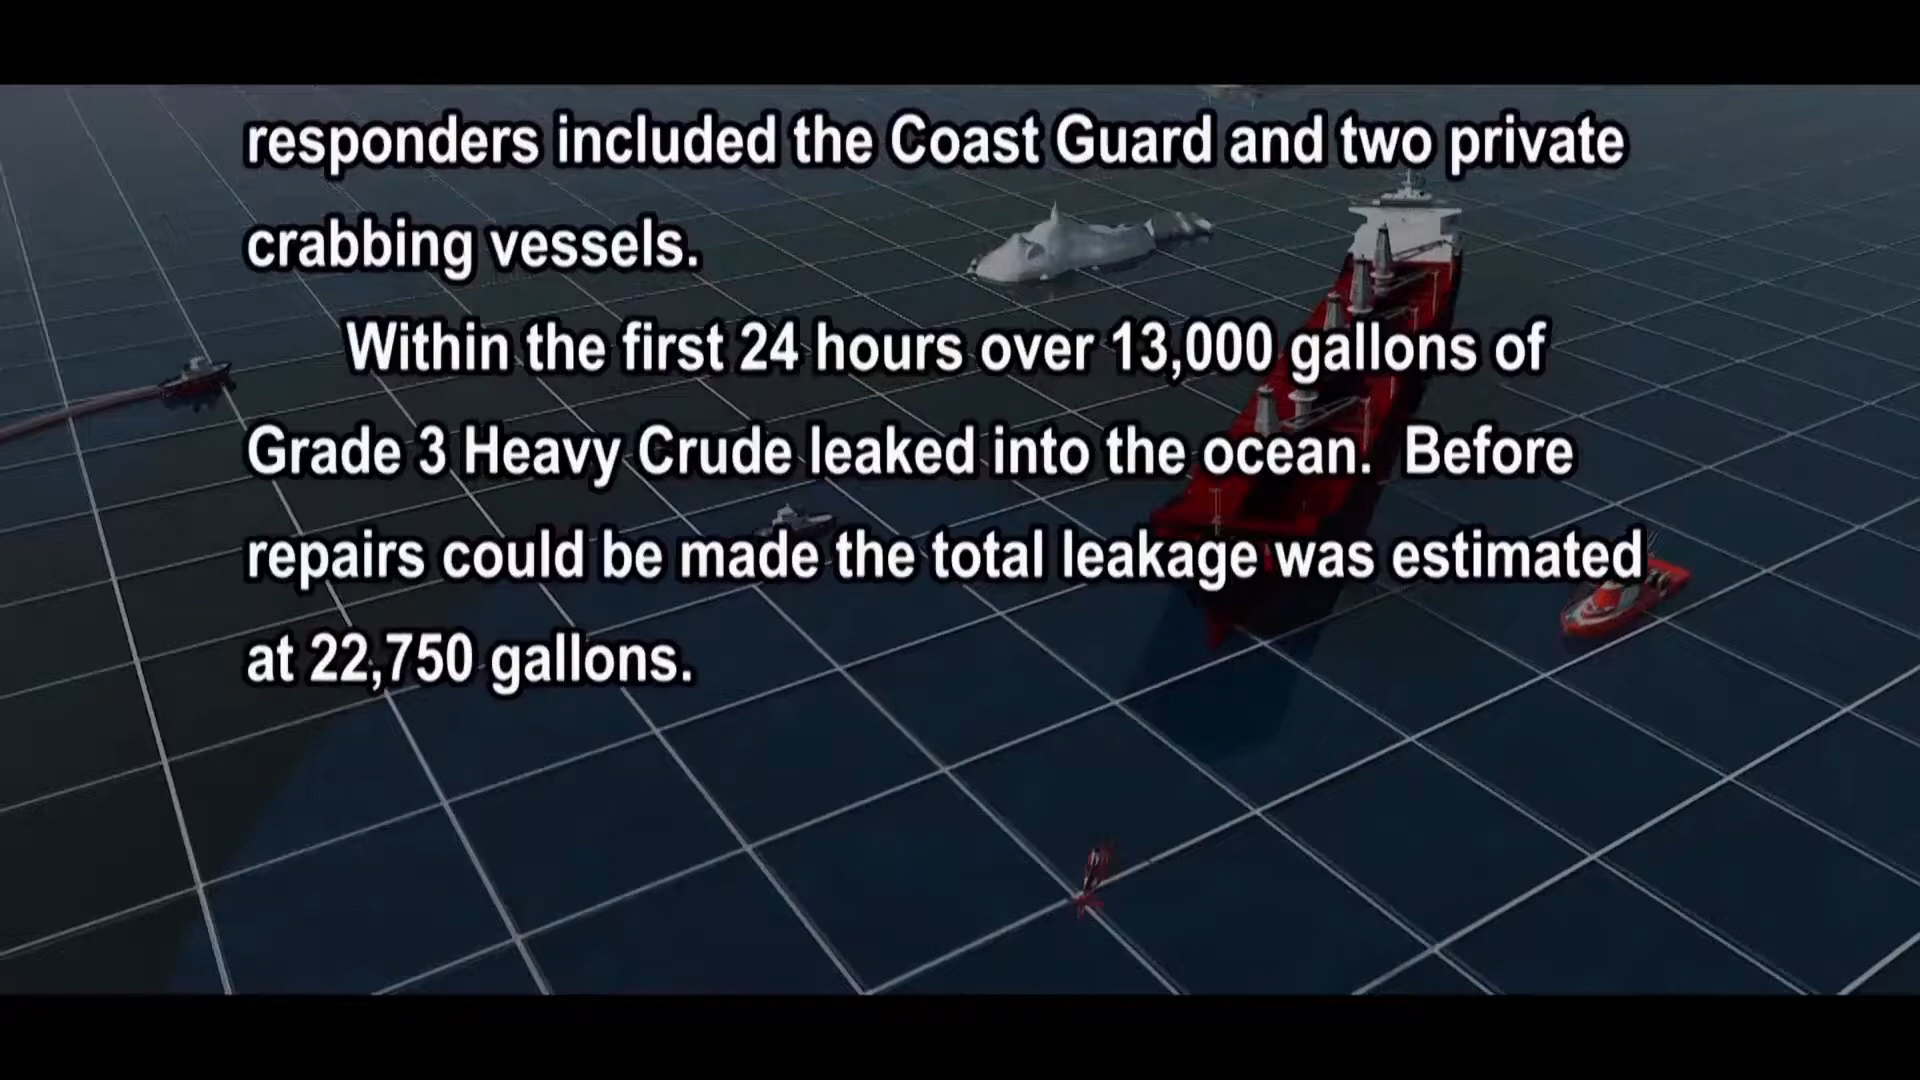 responders included the Coast Guard and two private
crabbing vessels.
Within the first 24 hours over 13,000 gallons of
Grade 3 Heavy Crude leaked into the ocean.  Before
repairs could be made the total leakage was estimated
at 22,750 gallons.